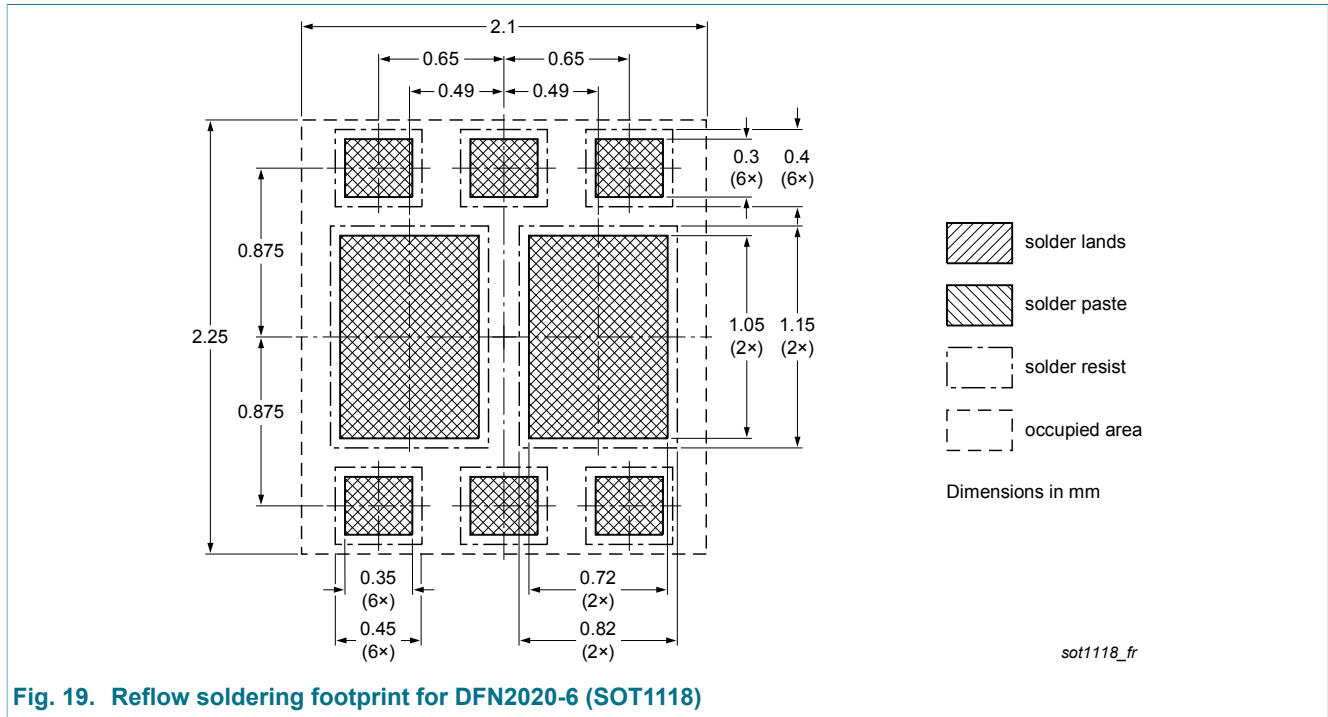 2.1
0.65 0.65
0.49 0.49
0.3 0.4
(6×) (6×)
0.875
solder lands
solder paste
2.25
1.05 1.15
(2×) (2×)
solder resist
0.875
occupied area
Dimensions in mm
0.35 0.72
(6×) (2×)
0.45 0.82
(6×) (2×)
sot1118_fr
Fig. 19. Reflow soldering footprint for DFN2020-6 (SOT1118)